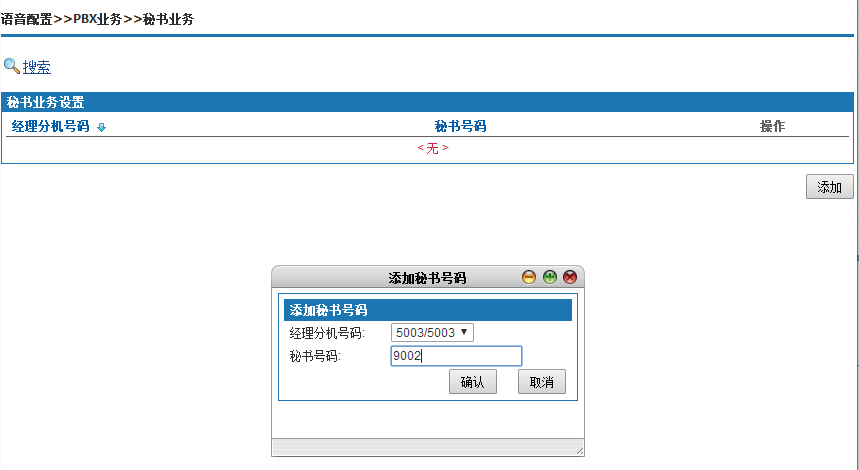 语音配置>>PBX业务>>秘书业务
搜索
秘书业务设置
经理分机号码 秘书号码 操作
< 无 >
添加
添加秘书号码
添加秘书号码
经理分机号码: 5003/5003
秘书号码: 9002
确认 取消